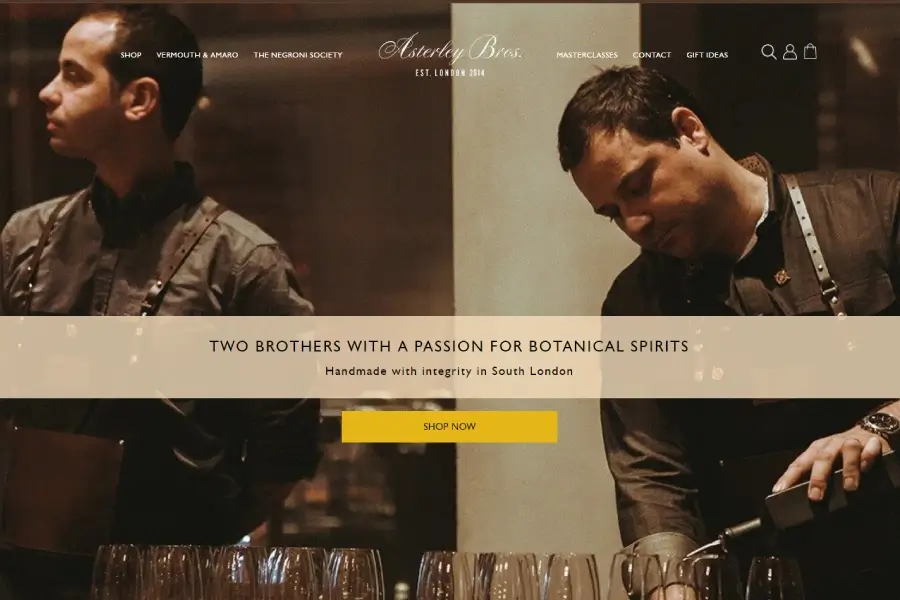 SHOP VERMOUTH & AMARO THE NEGRONI SOCIETY Asterley Bros. MASTERCLASSES CONTACT GIFT IDEAS
EST. LONDON 2014
TWO BROTHERS WITH A PASSION FOR BOTANICAL SPIRITS
Handmade with integrity in South London
SHOP NOW